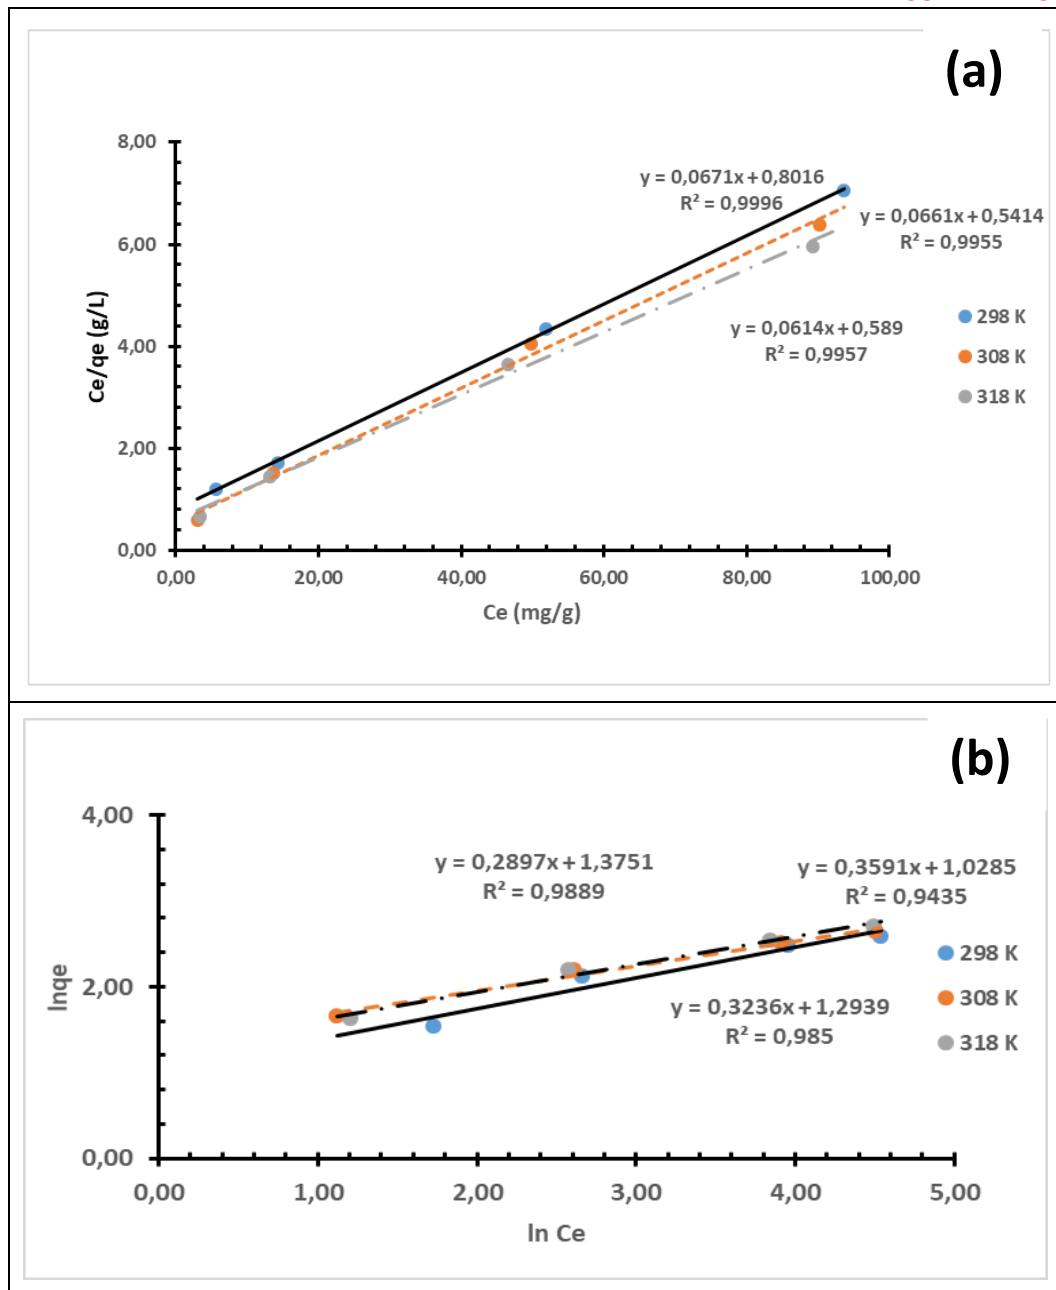 (a)
8,00
y = 0,0671x + 0,8016
R² = 0,9996
y = 0,0661x + 0,5414
R² = 0,9955
6,00
y = 0,0614x + 0,589
R² = 0,9957
298 K
308 K
318 K
4,00
2,00
0,00
Ce/qe (g/L)
0,00 20,00 40,00 60,00 80,00 100,00
Ce (mg/g)
(b)
4,00
y = 0,2897x + 1,3751
R² = 0,9889
y = 0,3591x + 1,0285
R² = 0,9435
298 K
308 K
318 K
2,00
y = 0,3236x + 1,2939
R² = 0,985
0,00
lnqe
0,00 1,00 2,00 3,00 4,00 5,00
ln Ce